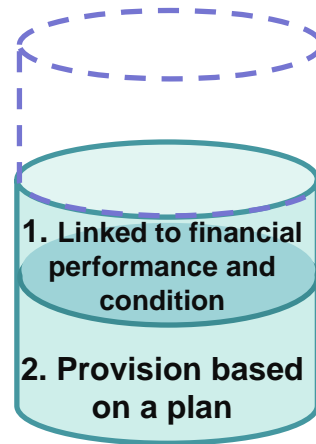 1. Linked to financial
performance and
condition
2. Provision based
on a plan